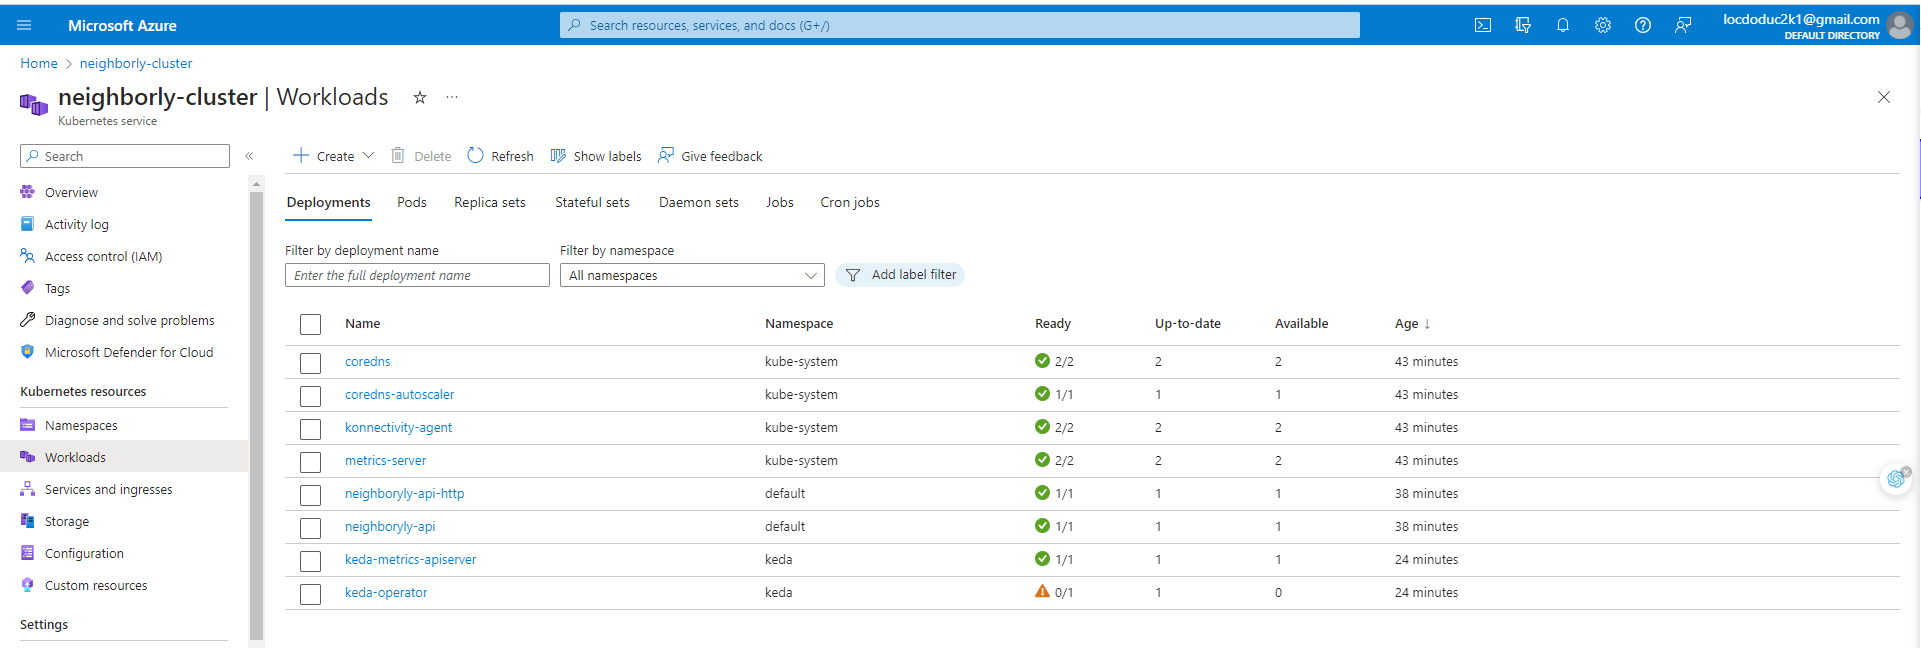 Microsoft Azure
Search resources, services, and docs (G+/)
locdoduc2k1@gmail.com
DEFAULT DIRECTORY
Home > neighborly-cluster
neighborly-cluster | Workloads
Kubernetes service
Search
Overview
Activity log
Access control (IAM)
Tags
Diagnose and solve problems
Microsoft Defender for Cloud
Kubernetes resources
Namespaces
Workloads
Services and ingresses
Storage
Configuration
Custom resources
Settings
Create Delete Refresh Show labels Give feedback
Deployments Pods Replica sets Stateful sets Daemon sets Jobs Cron jobs
Filter by deployment name Filter by namespace
Enter the full deployment name All namespaces Add label filter
Name Namespace Ready Up-to-date Available Age ↓
coredns kube-system 2/2 2 2 43 minutes
coredns-autoscaler kube-system 1/1 1 1 43 minutes
konnectivity-agent kube-system 2/2 2 2 43 minutes
metrics-server kube-system 2/2 2 2 43 minutes
neighboryly-api-http default 1/1 1 1 38 minutes
neighboryly-api default 1/1 1 1 38 minutes
keda-metrics-apiserver keda 1/1 1 1 24 minutes
keda-operator keda 0/1 1 0 24 minutes